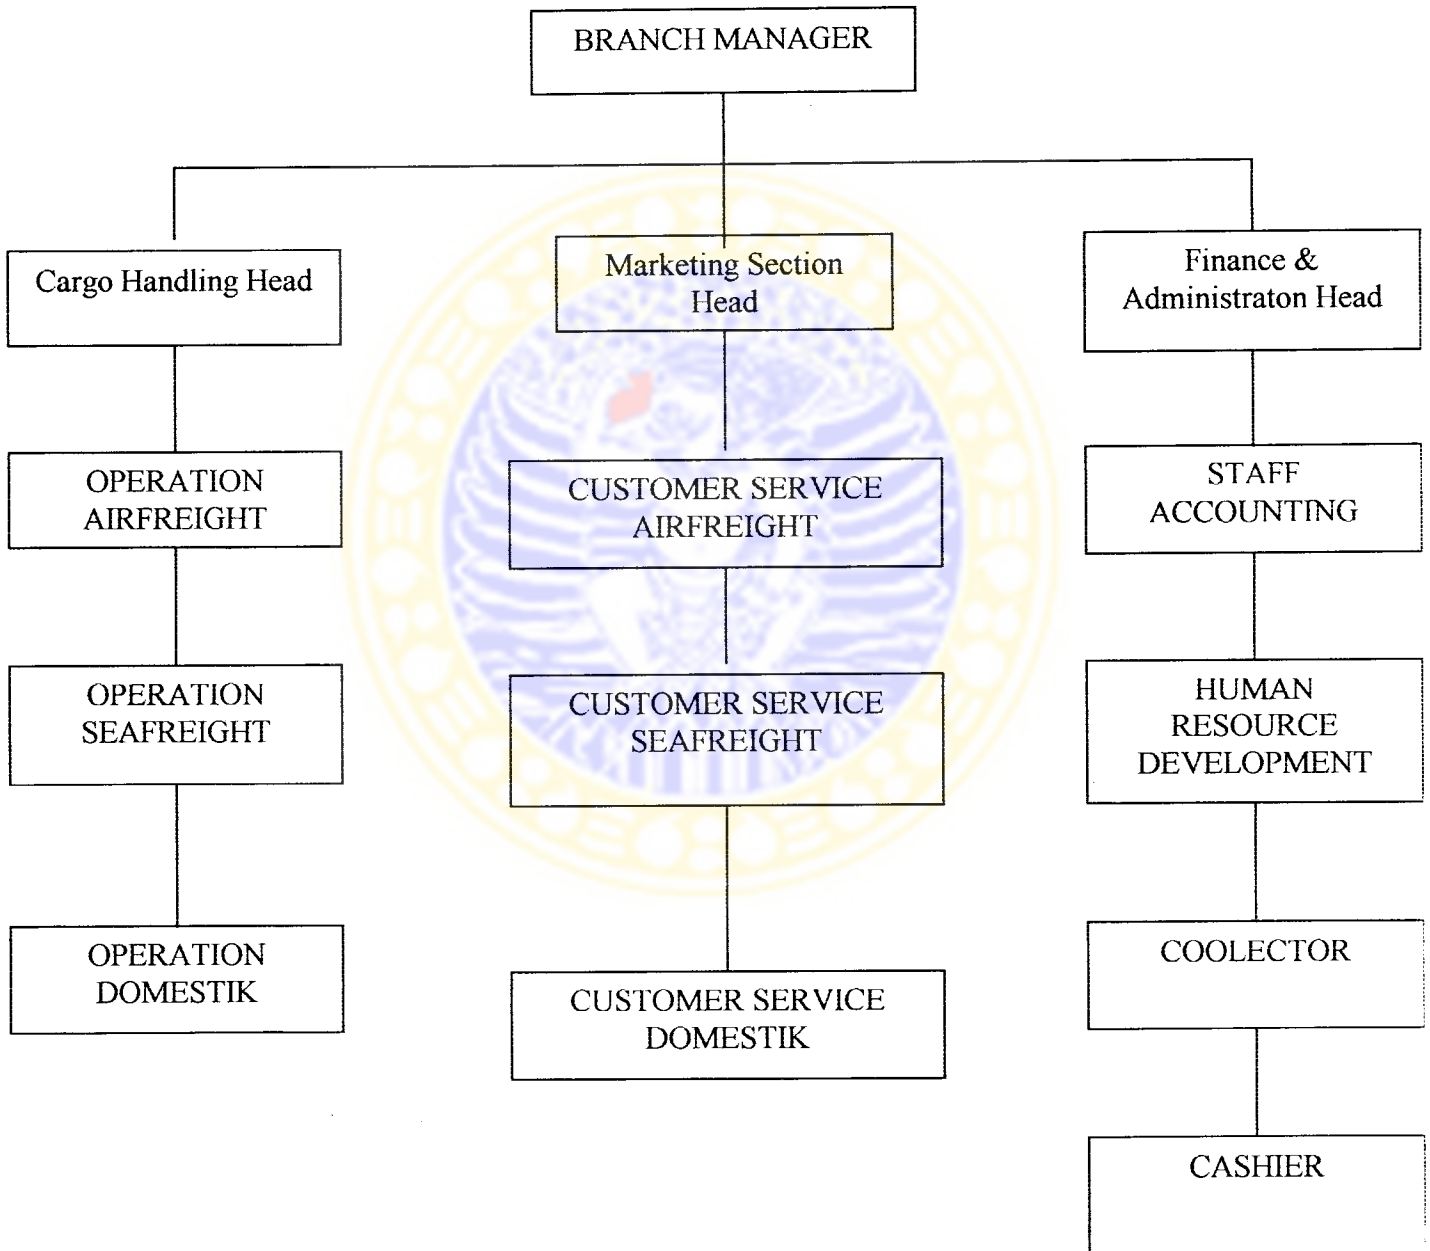 BRANCH MANAGER
Cargo Handling Head
Marketing Section
Head
Finance &
Administraton Head
OPERATION
AIRFREIGHT
CUSTOMER SERVICE
AIRFREIGHT
STAFF
ACCOUNTING
OPERATION
SEAFREIGHT
CUSTOMER SERVICE
SEAFREIGHT
HUMAN
RESOURCE
DEVELOPMENT
OPERATION
DOMESTIK
CUSTOMER SERVICE
DOMESTIK
COOLECTOR
CASHIER